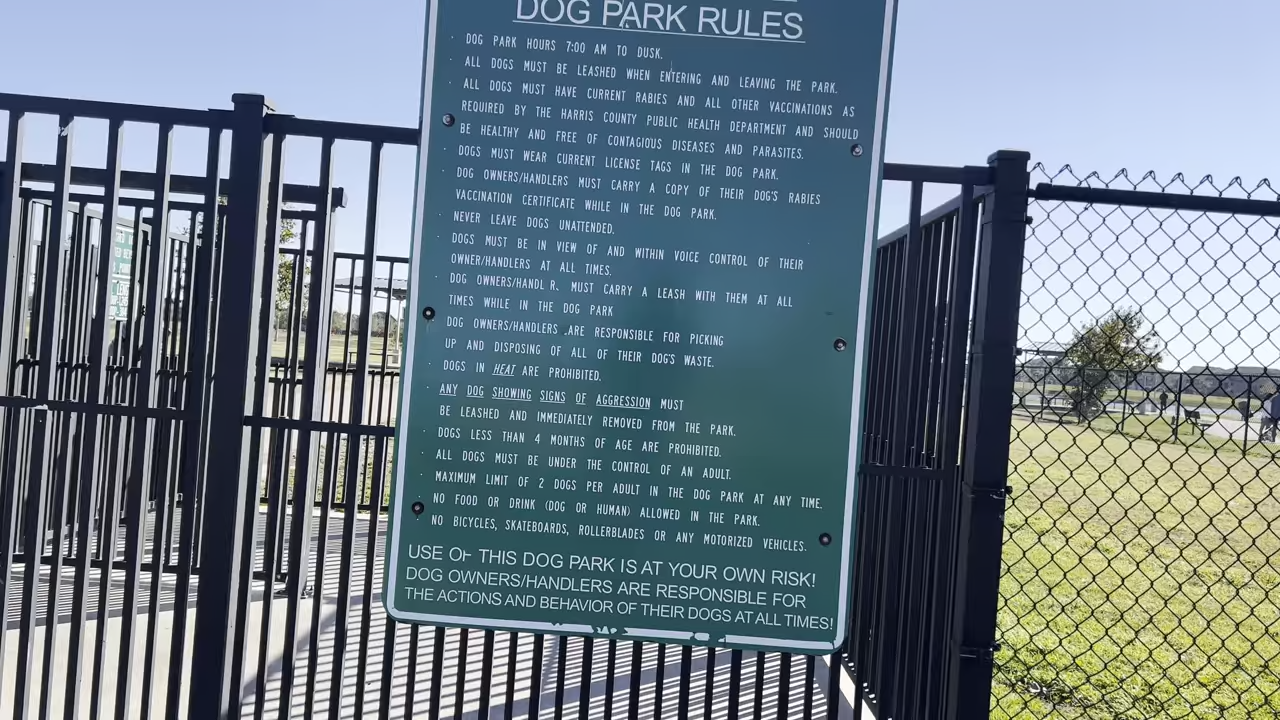 DOG PARK RULES
· DOG PARK HOURS 7:00 AM TO DUSK.
· ALL DOGS MUST BE LEASHED WHEN ENTERING AND LEAVING THE PARK.
· ALL DOGS MUST HAVE CURRENT RABIES AND ALL OTHER VACCINATIONS AS
REQUIRED BY THE HARRIS COUNTY PUBLIC HEALTH DEPARTMENT AND SHOULD
BE HEALTHY AND FREE OF CONTAGIOUS DISEASES AND PARASITES.
· DOGS MUST WEAR CURRENT LICENSE TAGS IN THE DOG PARK.
· DOG OWNERS/HANDLERS MUST CARRY A COPY OF THEIR DOG'S RABIES
VACCINATION CERTIFICATE WHILE IN THE DOG PARK.
· NEVER LEAVE DOGS UNATTENDED.
· DOGS MUST BE IN VIEW OF AND WITHIN VOICE CONTROL OF THEIR
OWNER/HANDLERS AT ALL TIMES.
· DOG OWNERS/HANDL R. MUST CARRY A LEASH WITH THEM AT ALL
TIMES WHILE IN THE DOG PARK
· DOG OWNERS/HANDLERS ARE RESPONSIBLE FOR PICKING
UP AND DISPOSING OF ALL OF THEIR DOG'S WASTE.
· DOGS IN HEAT ARE PROHIBITED.
· ANY DOG SHOWING SIGNS OF AGGRESSION MUST
BE LEASHED AND IMMEDIATELY REMOVED FROM THE PARK.
· DOGS LESS THAN 4 MONTHS OF AGE ARE PROHIBITED.
· ALL DOGS MUST BE UNDER THE CONTROL OF AN ADULT.
· MAXIMUM LIMIT OF 2 DOGS PER ADULT IN THE DOG PARK AT ANY TIME.
· NO FOOD OR DRINK (DOG OR HUMAN) ALLOWED IN THE PARK.
· NO BICYCLES, SKATEBOARDS, ROLLERBLADES OR ANY MOTORIZED VEHICLES.
USE OF THIS DOG PARK IS AT YOUR OWN RISK!
DOG OWNERS/HANDLERS ARE RESPONSIBLE FOR
THE ACTIONS AND BEHAVIOR OF THEIR DOGS AT ALL TIMES!